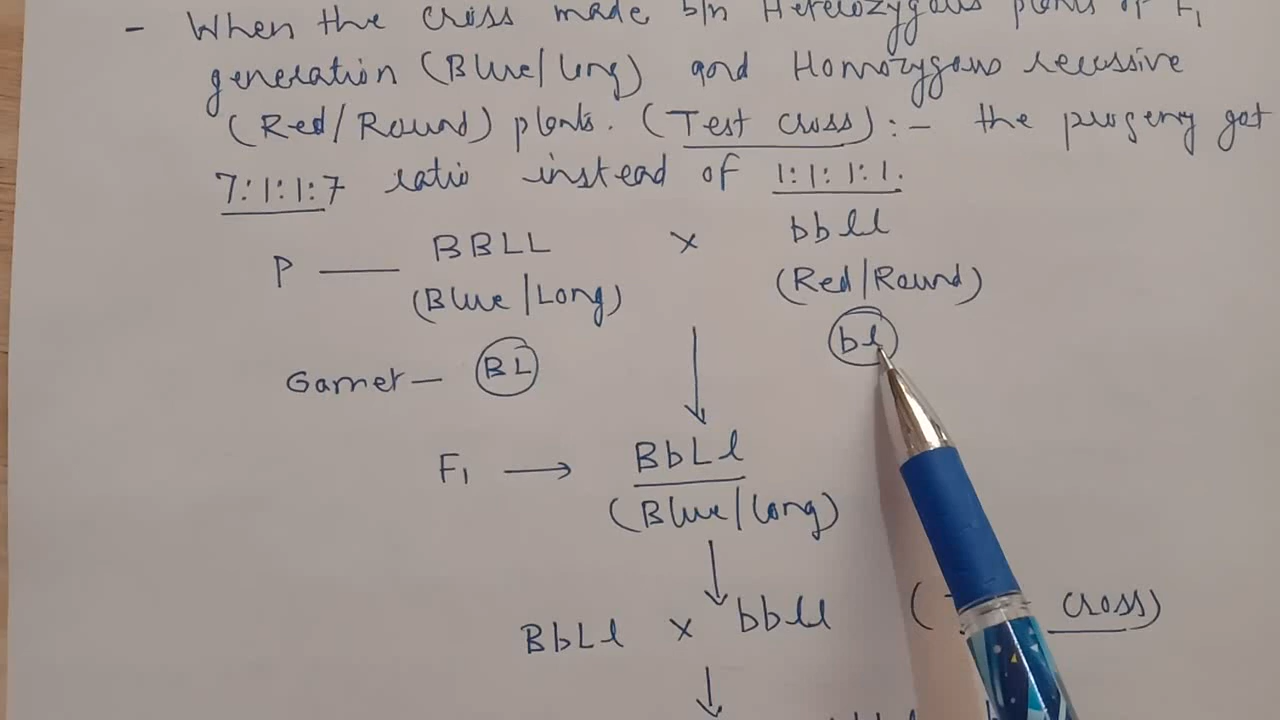 - When the cross made b/n Heterozygous plants of F1
generation (Blue/Long) and Homozygous recessive
(Red/Round) plants. (Test cross) :- the progeny got
7:1:1:7 ratio instead of 1:1:1:1.
P — BBLL × bbll
(Blue/Long) (Red/Round)
Gamet — BL bl
F1 → BbLl
(Blue/Long)
BbLl × bbll ( cross)